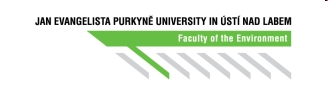 JAN EVANGELISTA PURKYNĚ UNIVERSITY IN ÚSTÍ NAD LABEM
Faculty of the Environment